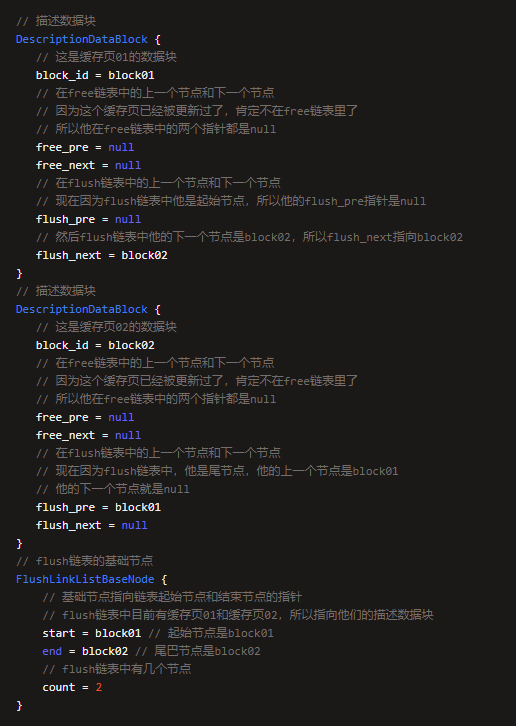 // 描述数据块
DescriptionDataBlock {
// 这是缓存页01的数据块
block_id = block01
// 在free链表中的上一个节点和下一个节点
// 因为这个缓存页已经被更新过了，肯定不在free链表里了
// 所以他在free链表中的两个指针都是null
free_pre = null
free_next = null
// 在flush链表中的上一个节点和下一个节点
// 现在因为flush链表中他是起始节点，所以他的flush_pre指针是null
flush_pre = null
// 然后flush链表中他的下一个节点是block02，所以flush_next指向block02
flush_next = block02
}
// 描述数据块
DescriptionDataBlock {
// 这是缓存页02的数据块
block_id = block02
// 在free链表中的上一个节点和下一个节点
// 因为这个缓存页已经被更新过了，肯定不在free链表里了
// 所以他在free链表中的两个指针都是null
free_pre = null
free_next = null
// 在flush链表中的上一个节点和下一个节点
// 现在因为flush链表中，他是尾节点，他的上一个节点是block01
// 他的下一个节点就是null
flush_pre = block01
flush_next = null
}
// flush链表的基础节点
FlushLinkListBaseNode {
// 基础节点指向链表起始节点和结束节点的指针
// flush链表中目前有缓存页01和缓存页02，所以指向他们的描述数据块
start = block01 // 起始节点是block01
end = block02 // 尾巴节点是block02
// flush链表中有几个节点
count = 2
}